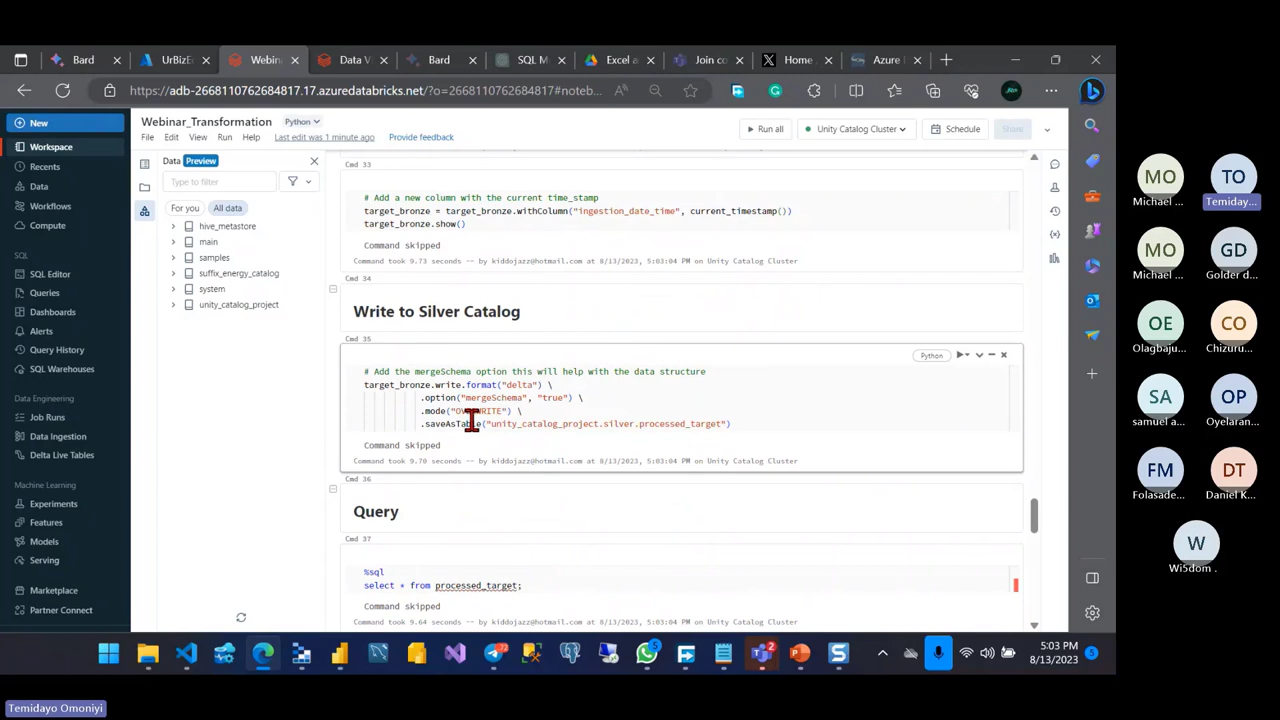 Bard
UrBizEr
Webina
Data V
Bard
SQL M
Excel a
Join co
Home
Azure
https://adb-2668110762684717.17.azuredatabricks.net/?o=2668110762684717#noteb...
New
Workspace
Recents
Data
Workflows
Compute
SQL
SQL Editor
Queries
Dashboards
Alerts
Query History
SQL Warehouses
Data Engineering
Job Runs
Data Ingestion
Delta Live Tables
Machine Learning
Experiments
Features
Models
Serving
Marketplace
Partner Connect
Webinar_Transformation Python
File Edit View Run Help Last edit was 1 minute ago Provide feedback
Run all Unity Catalog Cluster Schedule Share
Data Preview
Type to filter
For you All data
hive_metastore
main
samples
suffix_energy_catalog
system
unity_catalog_project
Cmd 33
# Add a new column with the current time_stamp
target_bronze = target_bronze.withColumn("ingestion_date_time", current_timestamp())
target_bronze.show()
Command skipped
Command took 9.73 seconds -- by kiddojazz@hotmail.com at 8/13/2023, 5:03:04 PM on Unity Catalog Cluster
Cmd 34
Write to Silver Catalog
Cmd 35
Python
# Add the mergeSchema option this will help with the data structure
target_bronze.write.format("delta") \
.option("mergeSchema", "true") \
.mode("OVERWRITE") \
.saveAsTable("unity_catalog_project.silver.processed_target")
Command skipped
Command took 9.70 seconds -- by kiddojazz@hotmail.com at 8/13/2023, 5:03:04 PM on Unity Catalog Cluster
Cmd 36
Query
Cmd 37
%sql
select * from processed_target;
Command skipped
Command took 9.64 seconds -- by kiddojazz@hotmail.com at 8/13/2023, 5:03:04 PM on Unity Catalog Cluster
5:03 PM
8/13/2023
MO
Michael ...
TO
Temiday...
MO
Michael ...
GD
Golder d...
OE
Olagbaju...
CO
Chizuru...
SA
samuel a...
OP
Oyelaran...
FM
Folasade...
DT
Daniel K...
W
Wi5dom .
Temidayo Omoniyi